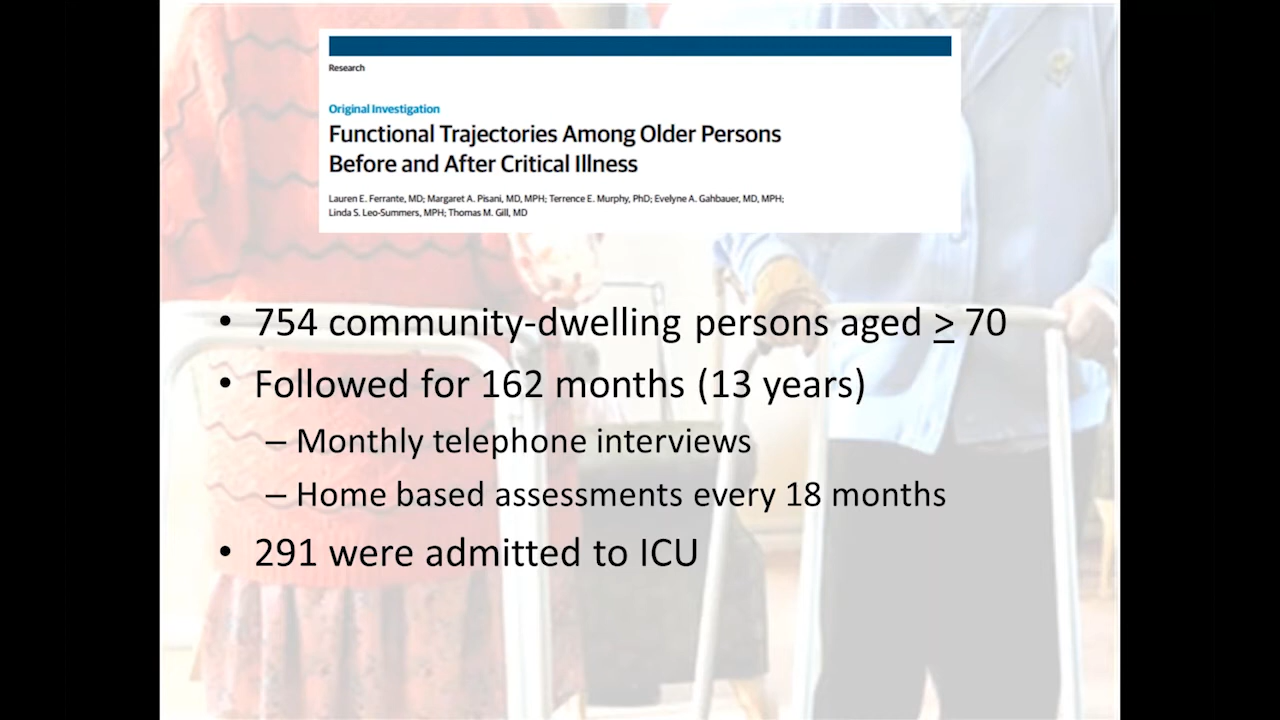 Research
Original Investigation
Functional Trajectories Among Older Persons
Before and After Critical Illness
Lauren E. Ferrante, MD; Margaret A. Pisani, MD, MPH; Terrence E. Murphy, PhD; Evelyne A. Gahbauer, MD, MPH;
Linda S. Leo-Summers, MPH; Thomas M. Gill, MD
• 754 community-dwelling persons aged ≥ 70
• Followed for 162 months (13 years)
– Monthly telephone interviews
– Home based assessments every 18 months
• 291 were admitted to ICU